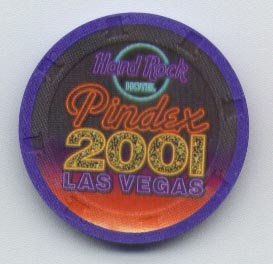 Hard Rock
HOTEL
Pindex
2001
LAS VEGAS